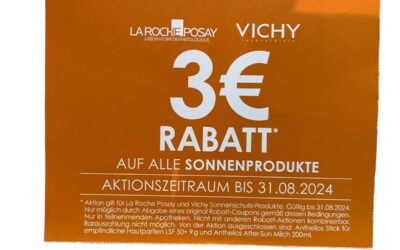 LA ROCHE POSAY
LABORATOIRE DERMATOLOGIQUE
VICHY
LABORATOIRES
3€
RABATT*
AUF ALLE SONNENPRODUKTE
AKTIONSZEITRAUM BIS 31.08.2024
* Aktion gilt für La Roche Posay und Vichy Sonnenschutz-Produkte. Gültig bis 31.08.2024.
Nur möglich durch Abgabe eines original Rabatt-Coupons gemäß dessen Bedingungen.
Nur in teilnehmenden Apotheken. Nicht mit anderen Rabatt-Aktionen kombinierbar.
Barauszahlung nicht möglich. Von der Aktion ausgeschlossen sind: Anthelios Stick für
empfindliche Hautpartien LSF 50+ 9g und Anthelios After-Sun Milch 200ml.